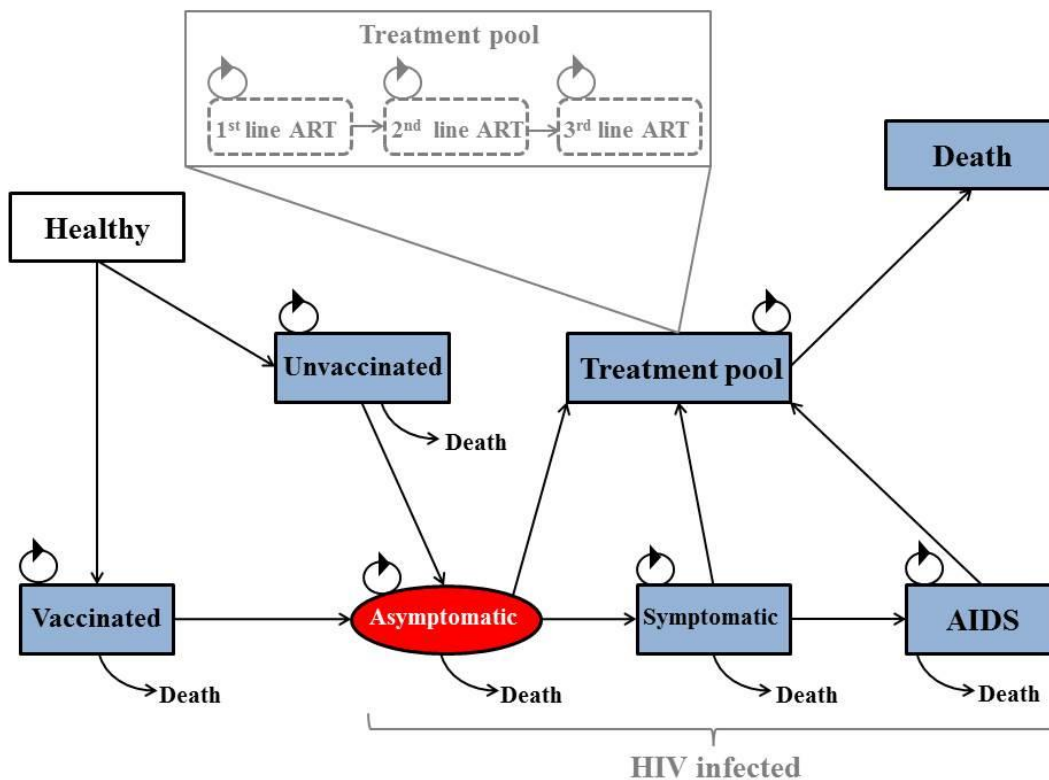 Treatment pool
1st line ART
2nd line ART
3rd line ART
Death
Healthy
Unvaccinated
Treatment pool
Death
Vaccinated
Asymptomatic
Symptomatic
AIDS
Death
Death
Death
Death
HIV infected